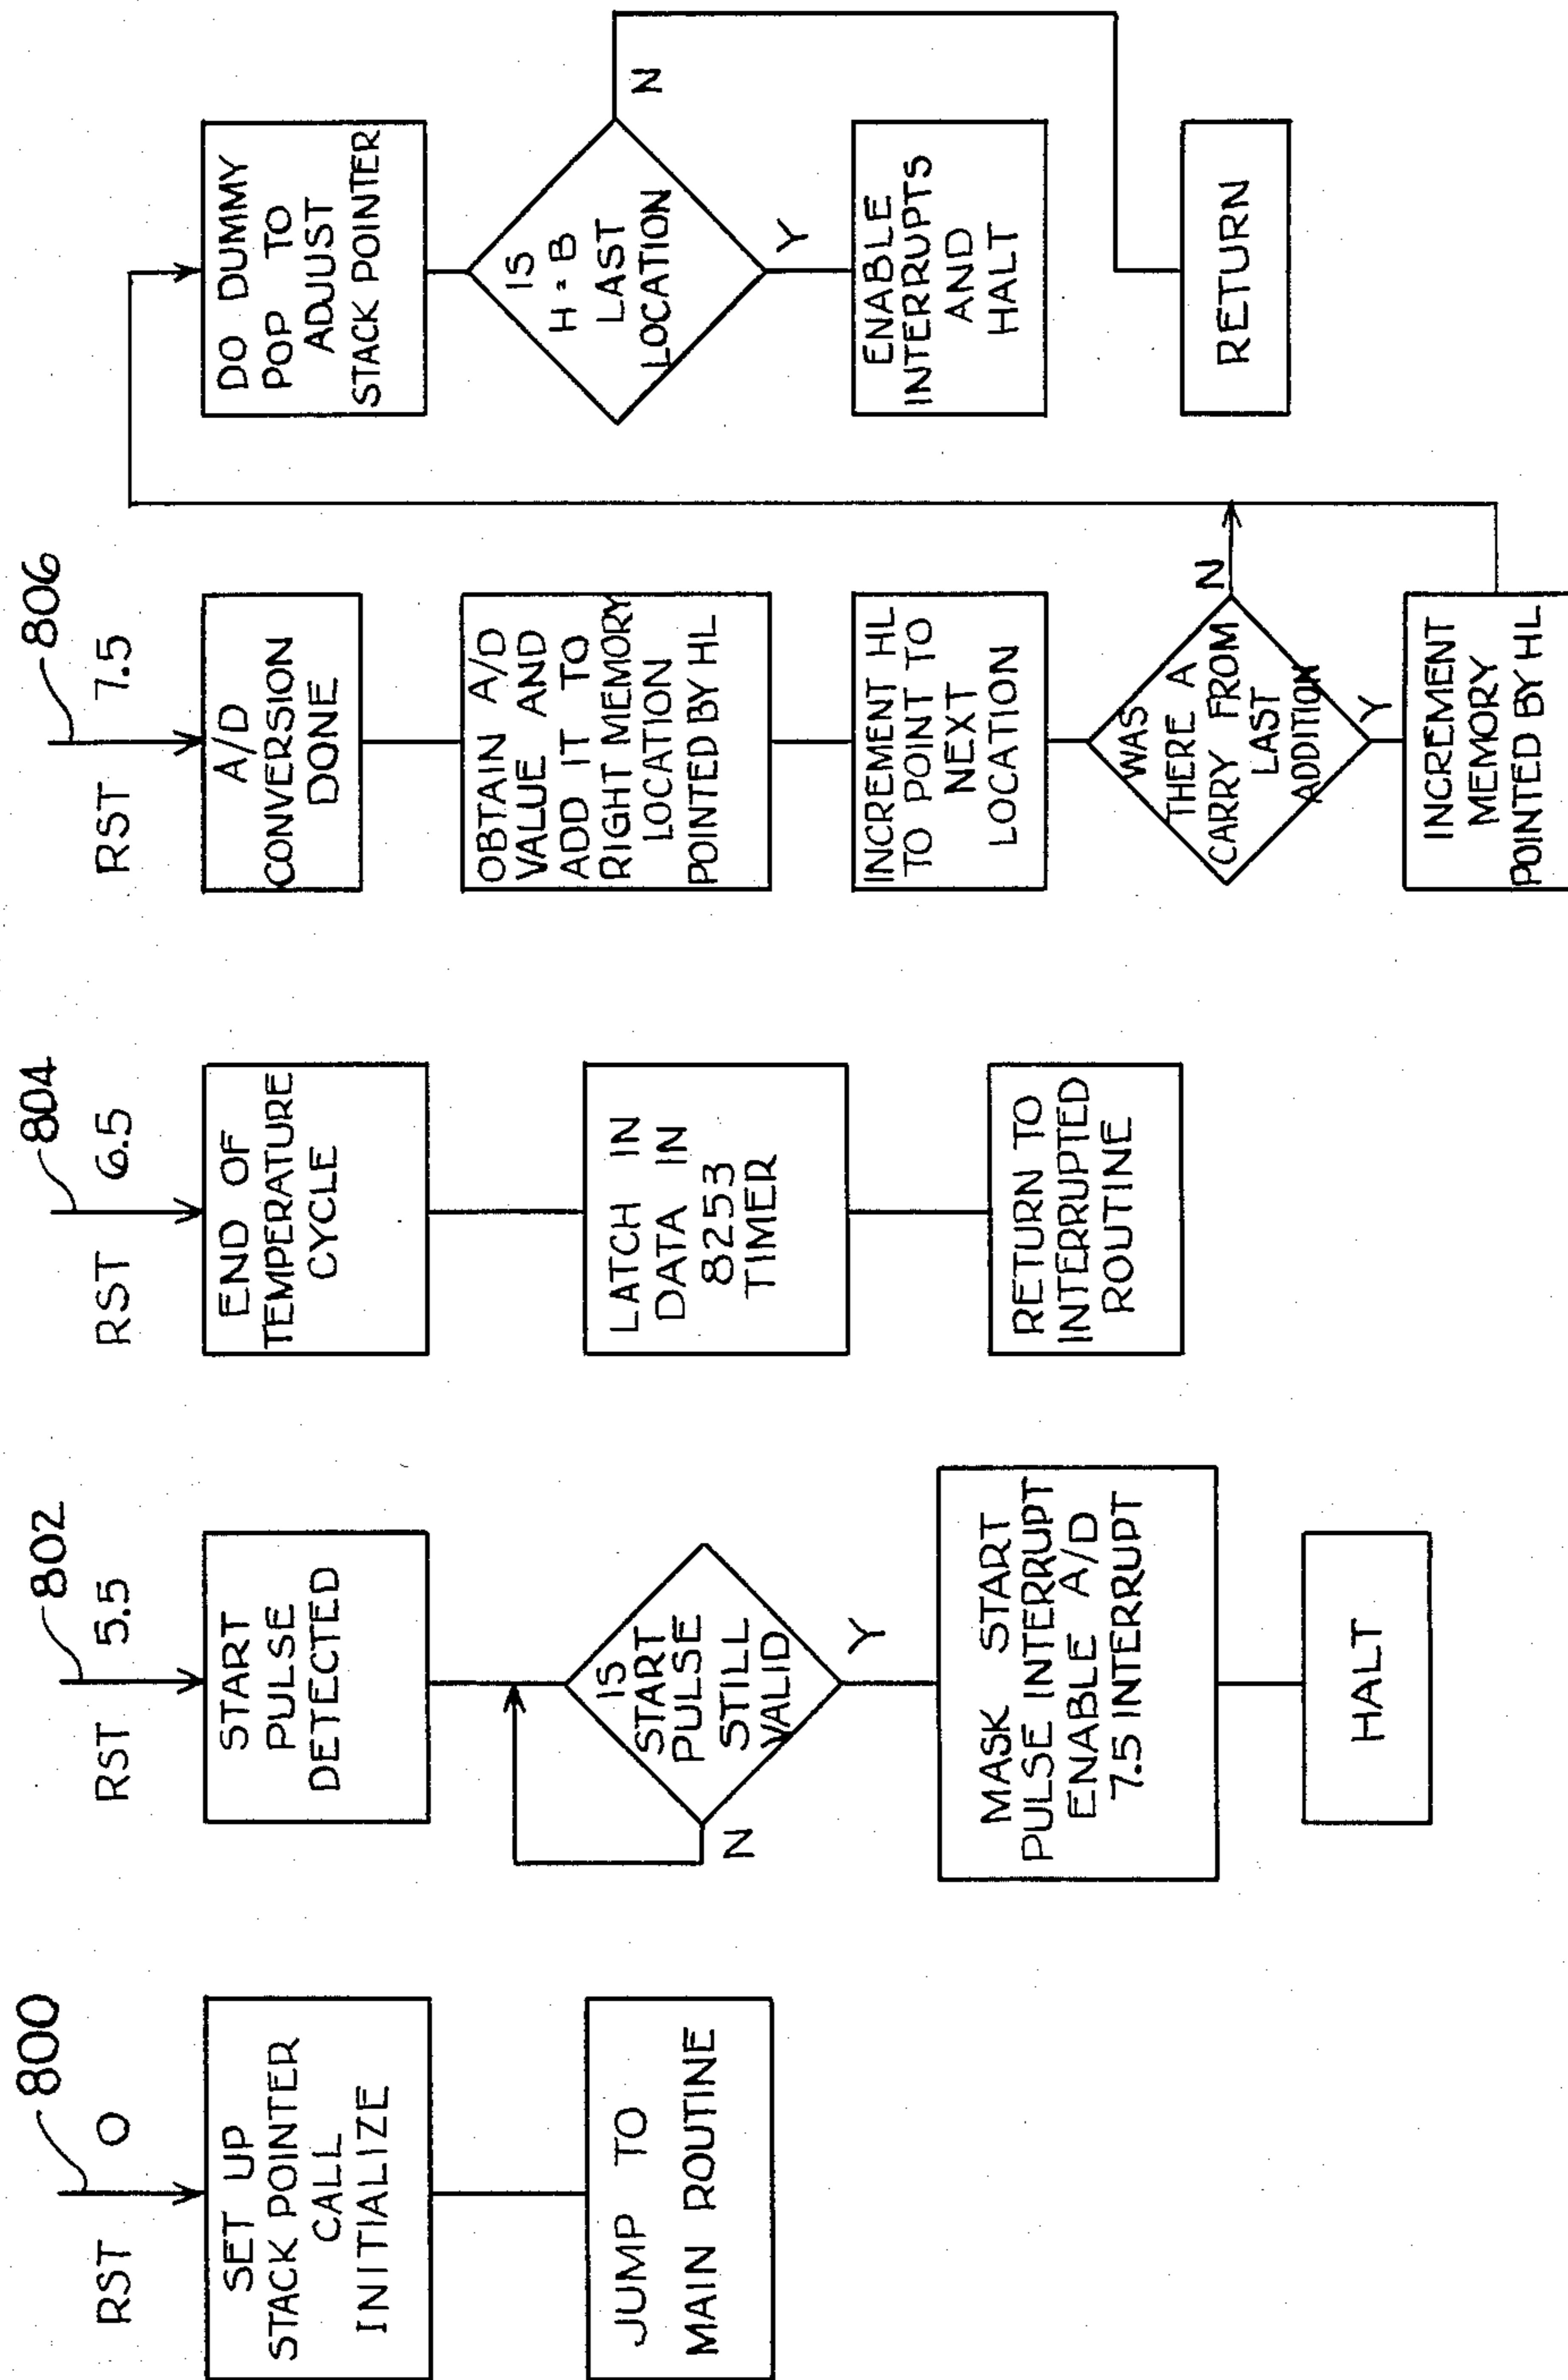 800
RST 0
SET UP
STACK POINTER
CALL
INITIALIZE
JUMP TO
MAIN ROUTINE
802
RST 5.5
START
PULSE
DETECTED
IS
START
PULSE
STILL
VALID
N
Y
MASK START
PULSE INTERRUPT
ENABLE A/D
7.5 INTERRUPT
HALT
804
RST 6.5
END OF
TEMPERATURE
CYCLE
LATCH IN
DATA IN
8253
TIMER
RETURN TO
INTERRUPTED
ROUTINE
806
RST 7.5
A/D
CONVERSION
DONE
OBTAIN A/D
VALUE AND
ADD IT TO
RIGHT MEMORY
LOCATION
POINTED BY HL
INCREMENT HL
TO POINT TO
NEXT
LOCATION
WAS
THERE A
CARRY FROM
LAST
ADDITION
N
Y
INCREMENT
MEMORY
POINTED BY HL
DO DUMMY
POP TO
ADJUST
STACK POINTER
IS
H = B
LAST
LOCATION
N
Y
ENABLE
INTERRUPTS
AND
HALT
RETURN